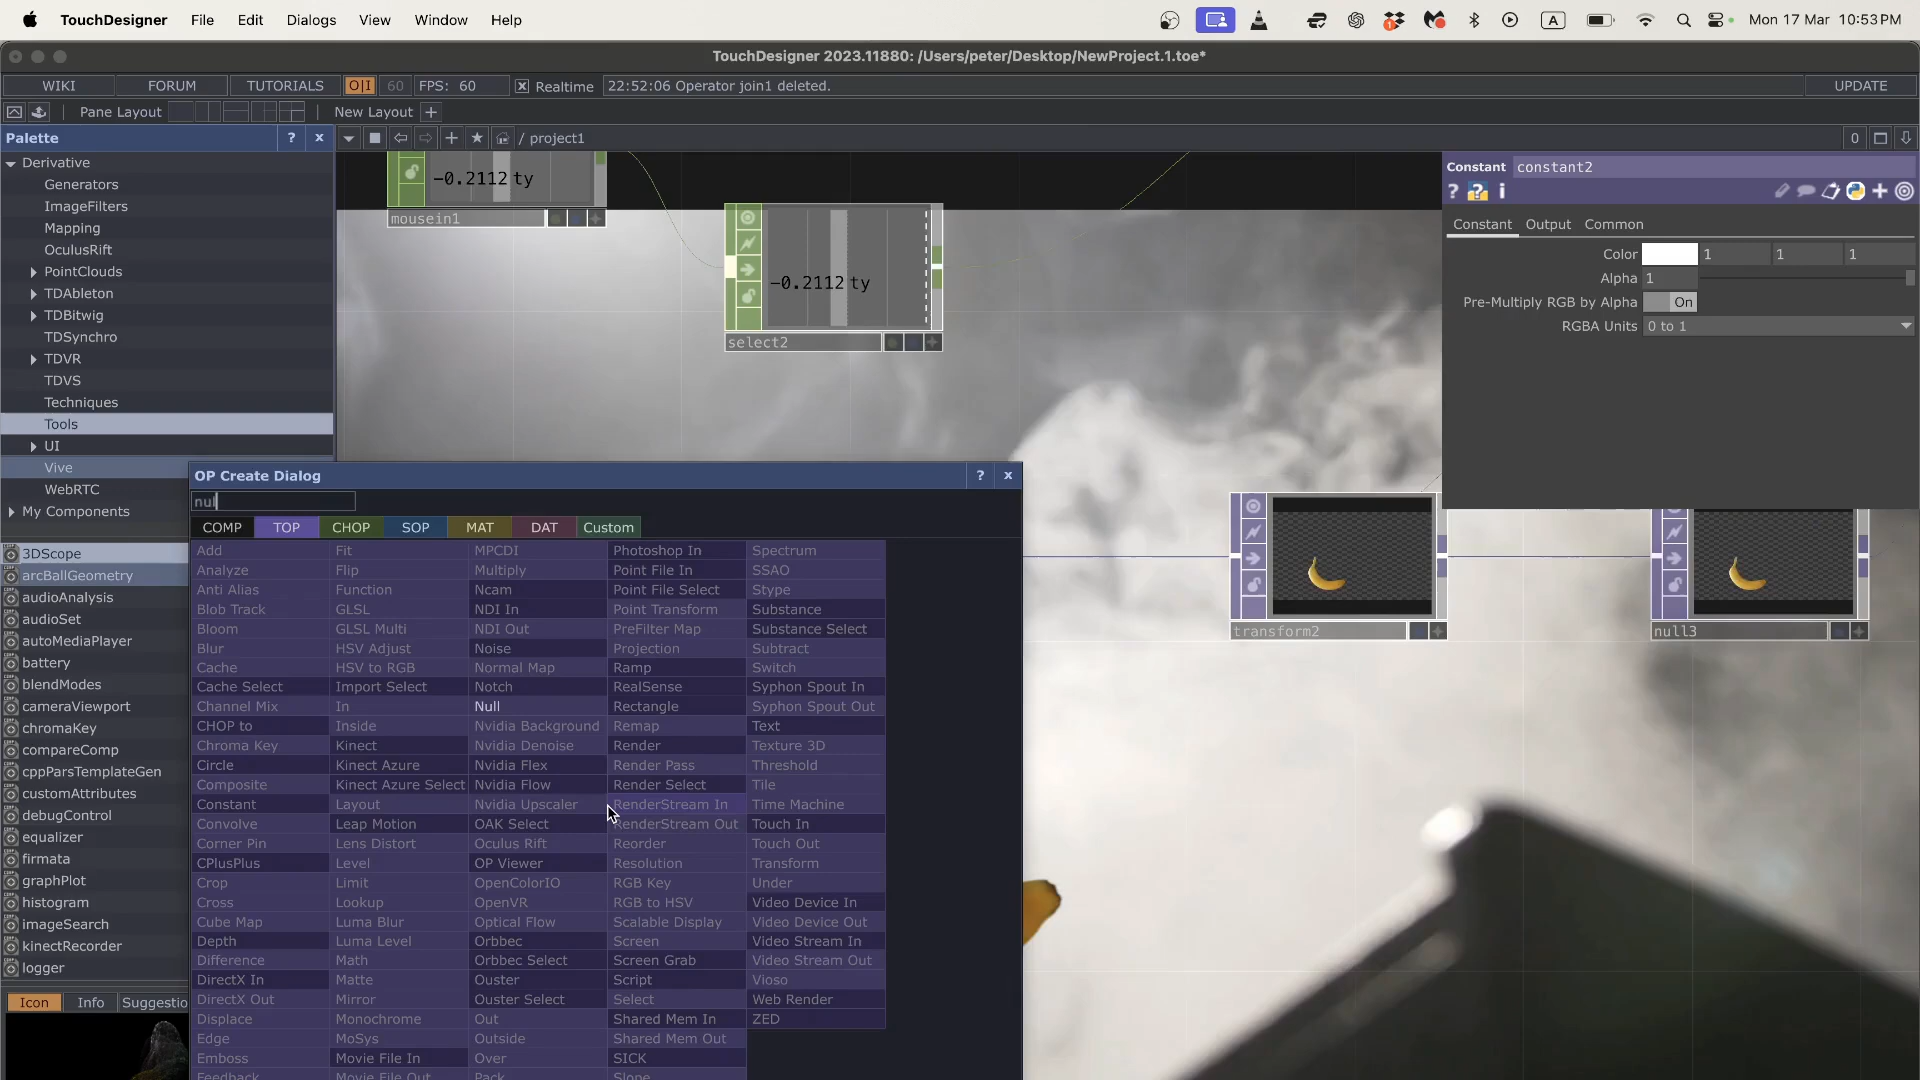 TouchDesigner File Edit Dialogs View Window Help
A Mon 17 Mar 10:53PM
TouchDesigner 2023.11880: /Users/peter/Desktop/NewProject.1.toe*
WIKI FORUM TUTORIALS O|I 60 FPS: 60 Realtime 22:52:06 Operator join1 deleted. UPDATE
Pane Layout New Layout +
Palette ? x / project1 0
Derivative
Generators
ImageFilters
Mapping
OculusRift
PointClouds
TDAbleton
TDBitwig
TDSynchro
TDVR
TDVS
Techniques
Tools
UI
Vive
WebRTC
My Components
3DScope
arcBallGeometry
audioAnalysis
audioSet
autoMediaPlayer
battery
blendModes
cameraViewport
chromaKey
compareComp
cppParsTemplateGen
customAttributes
debugControl
equalizer
firmata
graphPlot
histogram
imageSearch
kinectRecorder
logger
Icon Info Suggestio
-0.2112 ty
mousein1
-0.2112 ty
select2
transform2
null3
Constant constant2
? ? i
Constant Output Common
Color 1 1 1
Alpha 1
Pre-Multiply RGB by Alpha On
RGBA Units 0 to 1
OP Create Dialog ? x
nul
COMP TOP CHOP SOP MAT DAT Custom
Add Fit MPCDI Photoshop In Spectrum
Analyze Flip Multiply Point File In SSAO
Anti Alias Function Ncam Point File Select Stype
Blob Track GLSL NDI In Point Transform Substance
Bloom GLSL Multi NDI Out PreFilter Map Substance Select
Blur HSV Adjust Noise Projection Subtract
Cache HSV to RGB Normal Map Ramp Switch
Cache Select Import Select Notch RealSense Syphon Spout In
Channel Mix In Null Rectangle Syphon Spout Out
CHOP to Inside Nvidia Background Remap Text
Chroma Key Kinect Nvidia Denoise Render Texture 3D
Circle Kinect Azure Nvidia Flex Render Pass Threshold
Composite Kinect Azure Select Nvidia Flow Render Select Tile
Constant Layout Nvidia Upscaler RenderStream In Time Machine
Convolve Leap Motion OAK Select RenderStream Out Touch In
Corner Pin Lens Distort Oculus Rift Reorder Touch Out
CPlusPlus Level OP Viewer Resolution Transform
Crop Limit OpenColorIO RGB Key Under
Cross Lookup OpenVR RGB to HSV Video Device In
Cube Map Luma Blur Optical Flow Scalable Display Video Device Out
Depth Luma Level Orbbec Screen Video Stream In
Difference Math Orbbec Select Screen Grab Video Stream Out
DirectX In Matte Ouster Script Vioso
DirectX Out Mirror Ouster Select Select Web Render
Displace Monochrome Out Shared Mem In ZED
Edge MoSys Outside Shared Mem Out
Emboss Movie File In Over SICK
Feedback Movie File Out Pack Slope